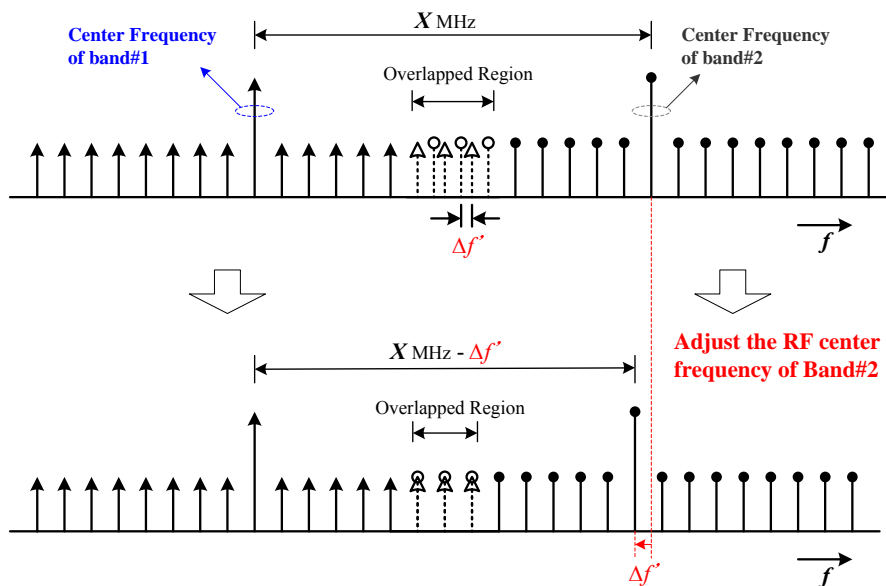 X MHz
Center Frequency
of band#1
Center Frequency
of band#2
Overlapped Region
Δf’
f
Adjust the RF center
frequency of Band#2
X MHz - Δf’
Overlapped Region
Δf’
f